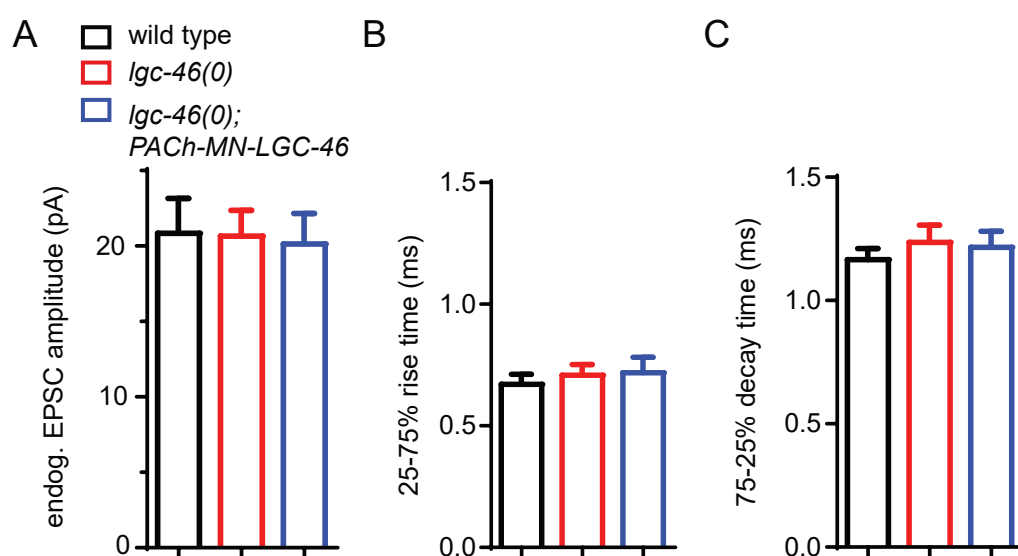 A
wild type
lgc-46(0)
lgc-46(0);
PACh-MN-LGC-46
endog. EPSC amplitude (pA)
20
10
0
B
25-75% rise time (ms)
1.5
1.0
0.5
0.0
C
75-25% decay time (ms)
1.5
1.0
0.5
0.0